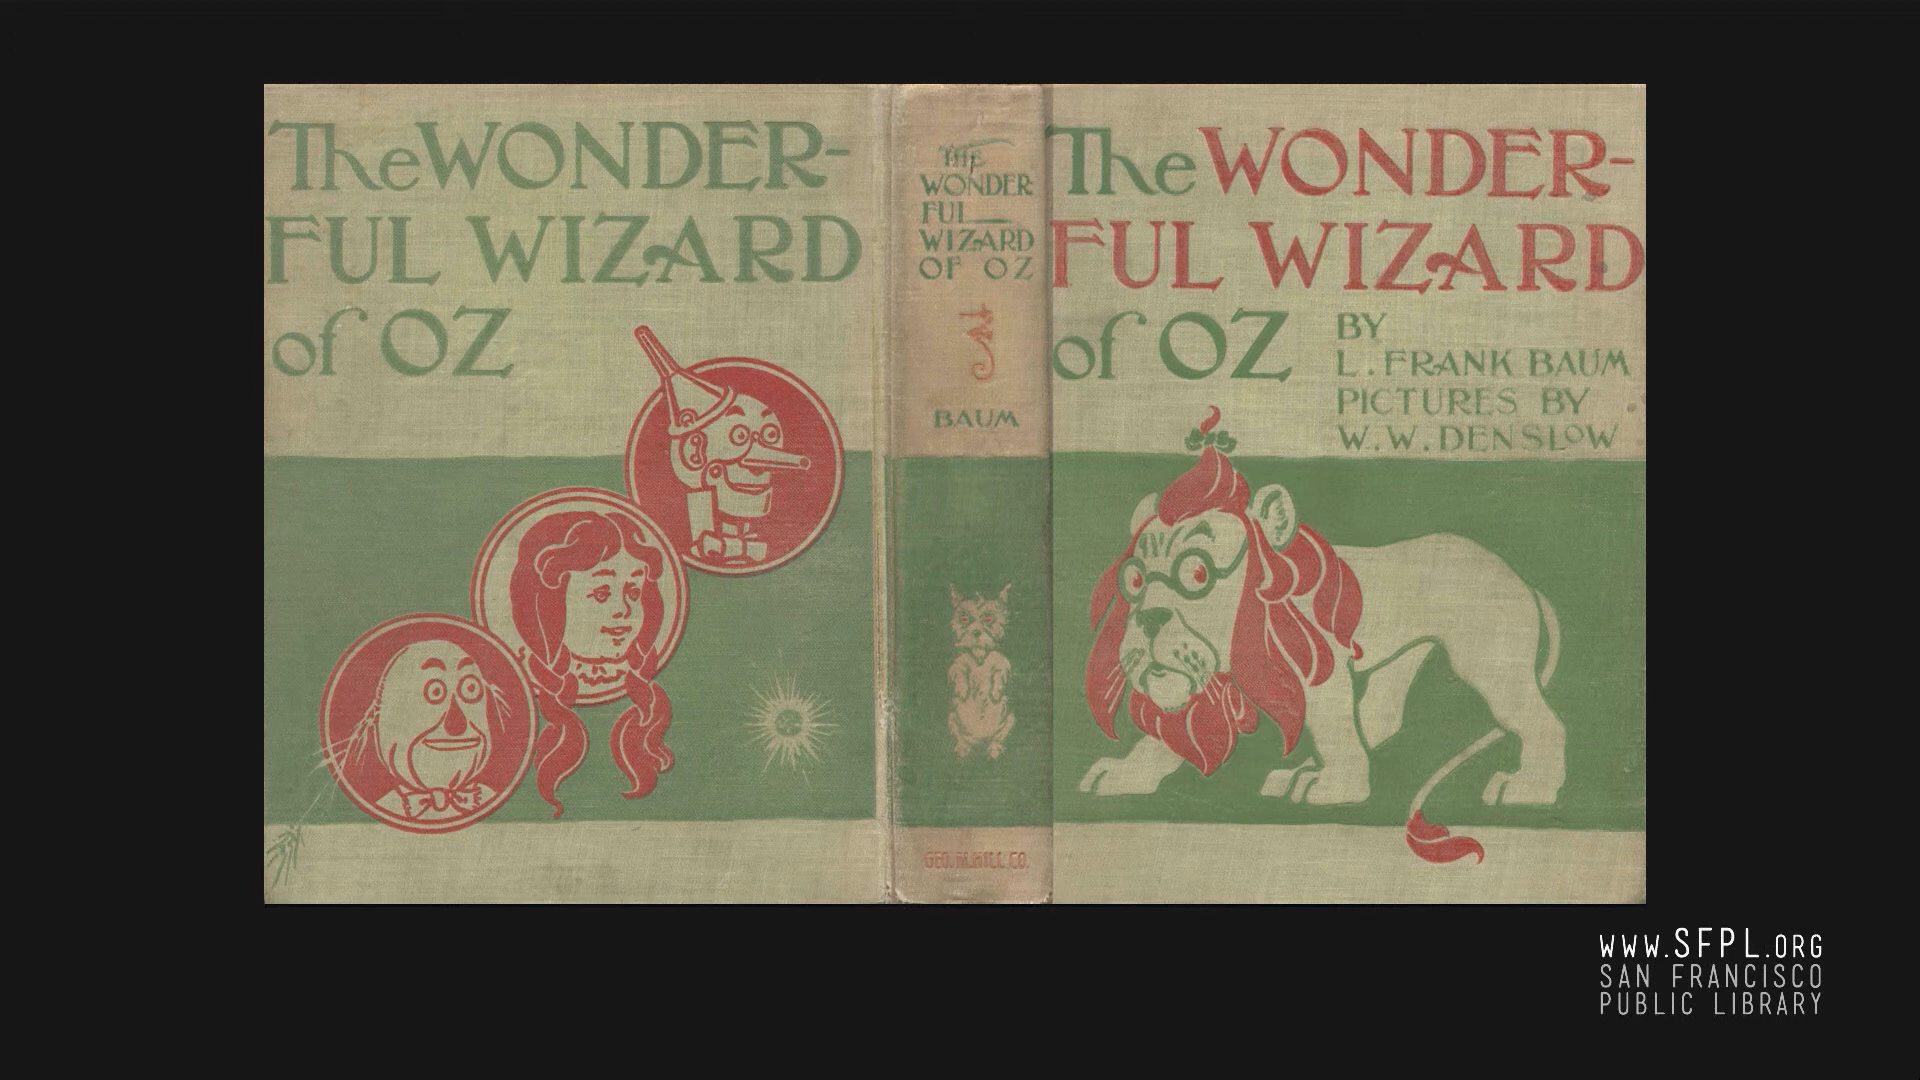 The WONDER-
FUL WIZARD
of OZ
THE
WONDER
FUL
WIZARD
OF OZ
BAUM
GEO. M. HILL CO.
The WONDER-
FUL WIZARD
of OZ
BY
L. FRANK BAUM
PICTURES BY
W. W. DENSLOW
WWW.SFPL.ORG
SAN FRANCISCO
PUBLIC LIBRARY